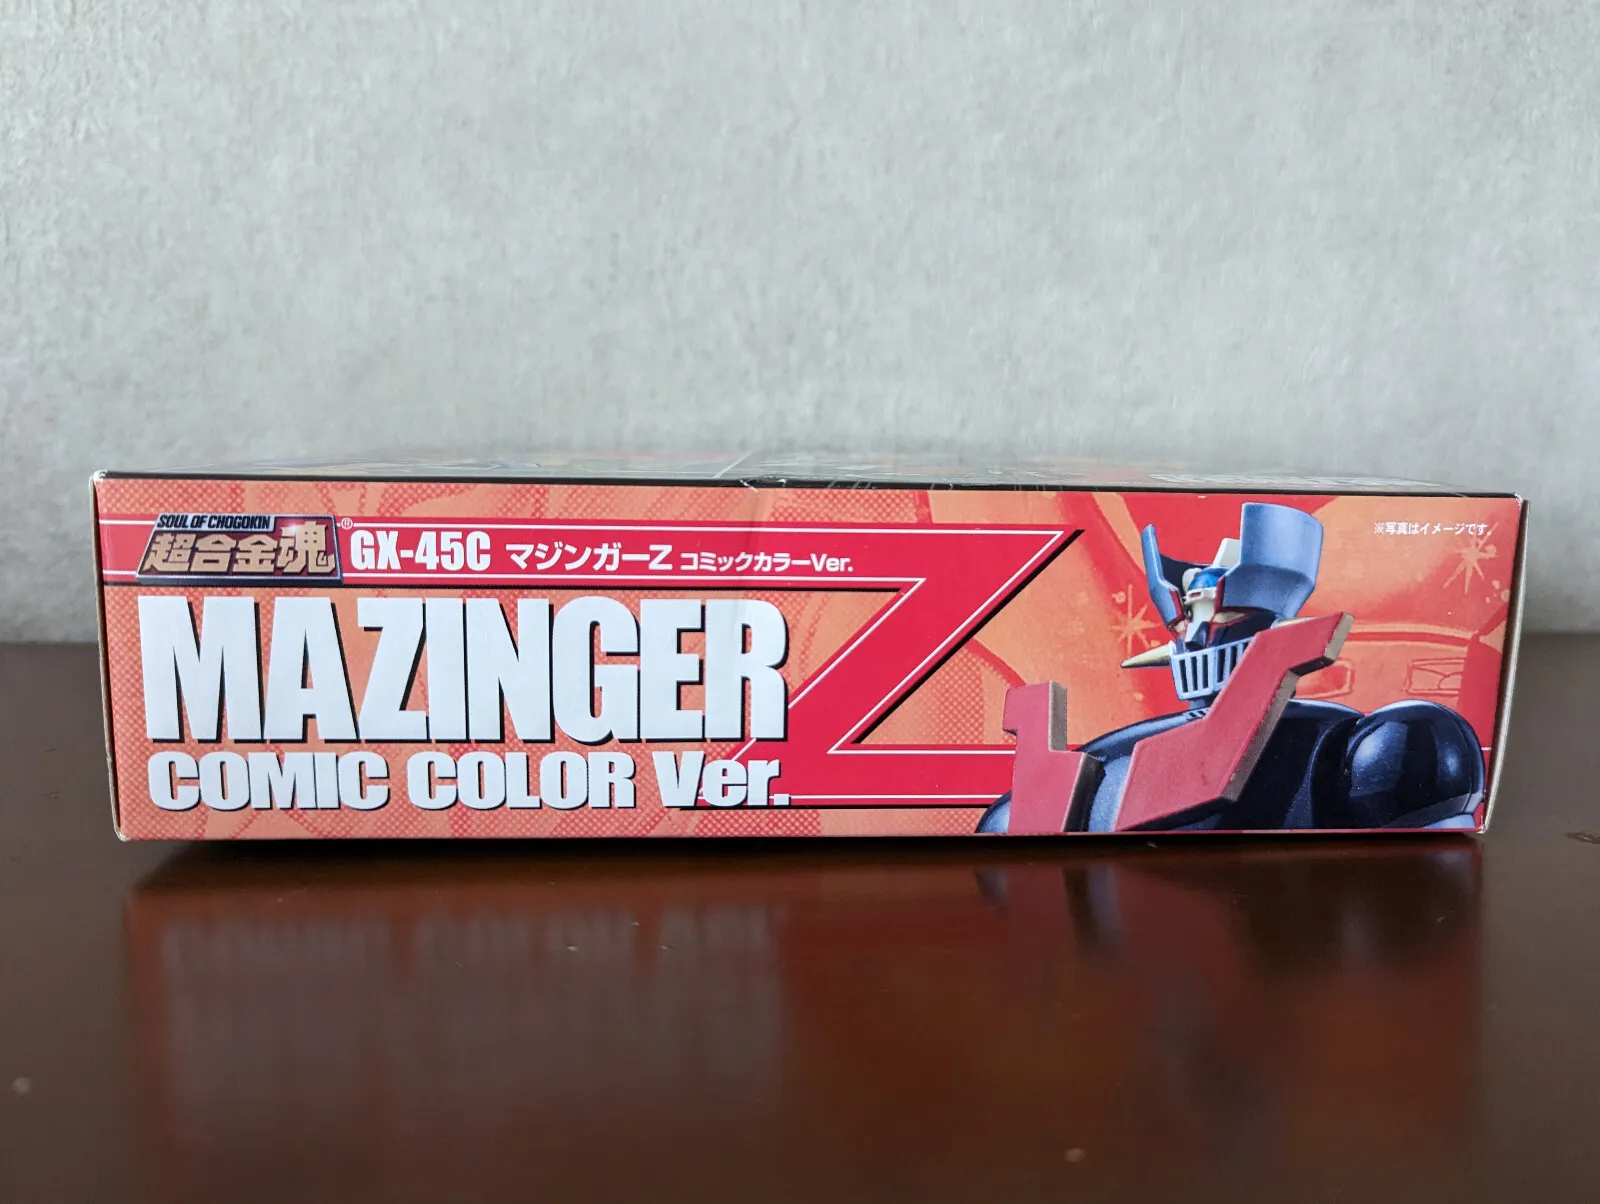 SOUL OF CHOGOKIN
超合金魂® GX-45C マジンガーZ コミックカラーVer.
※写真はイメージです。
MAZINGER Z
COMIC COLOR Ver.